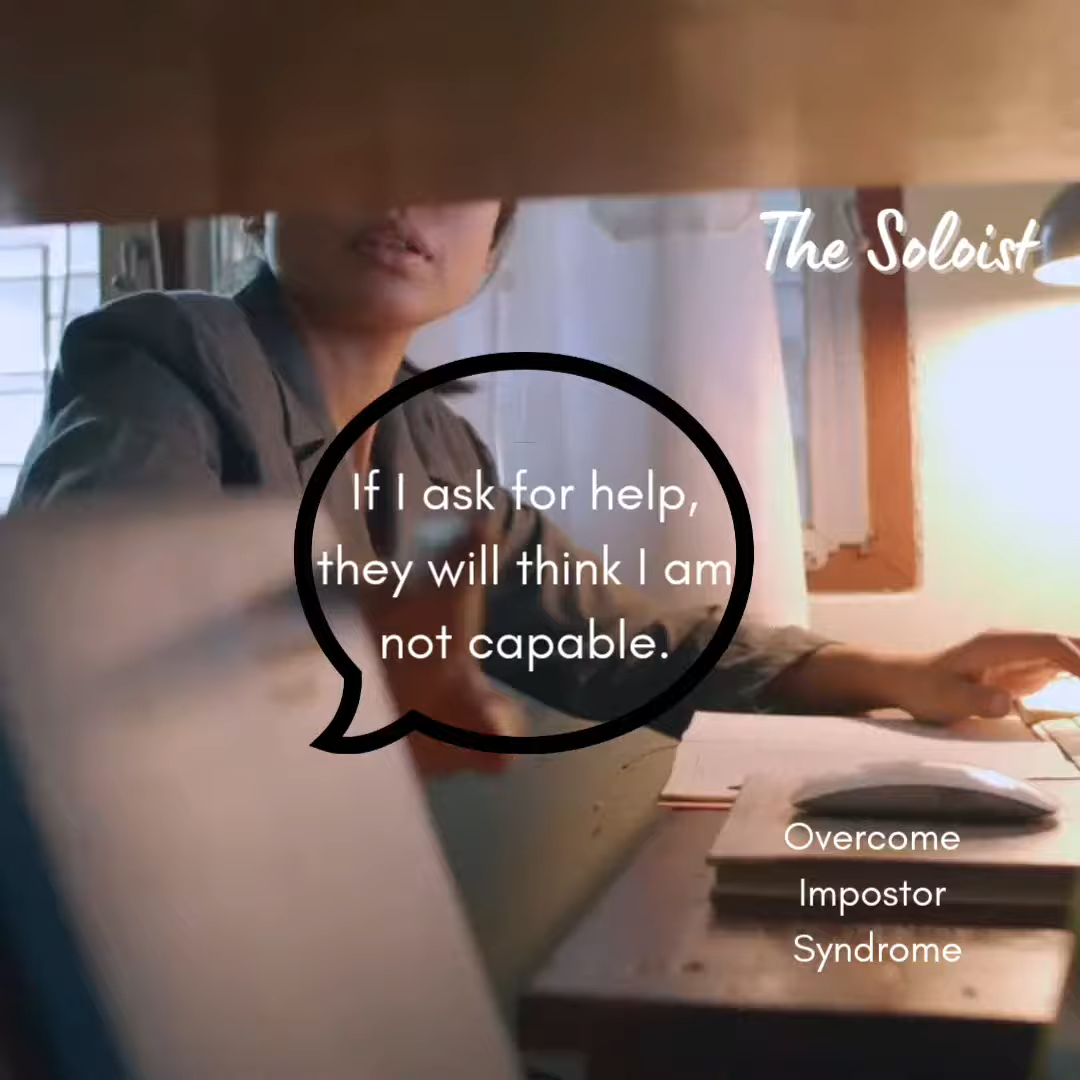 The Soloist
If I ask for help,
they will think I am
not capable.
Overcome
Impostor
Syndrome